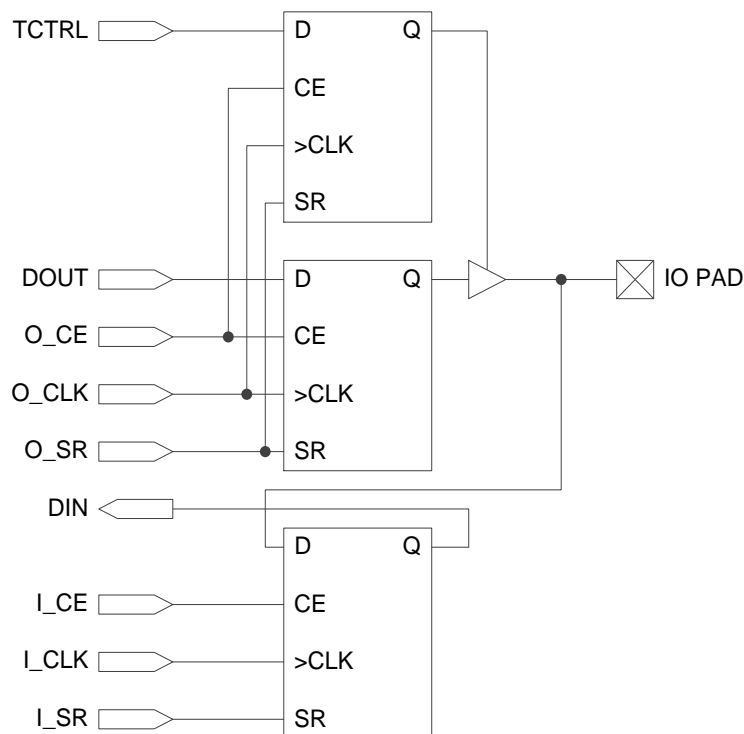 TCTRL D Q
CE
>CLK
SR
DOUT D Q IO PAD
O_CE CE
O_CLK >CLK
O_SR SR
DIN
D Q
I_CE CE
I_CLK >CLK
I_SR SR